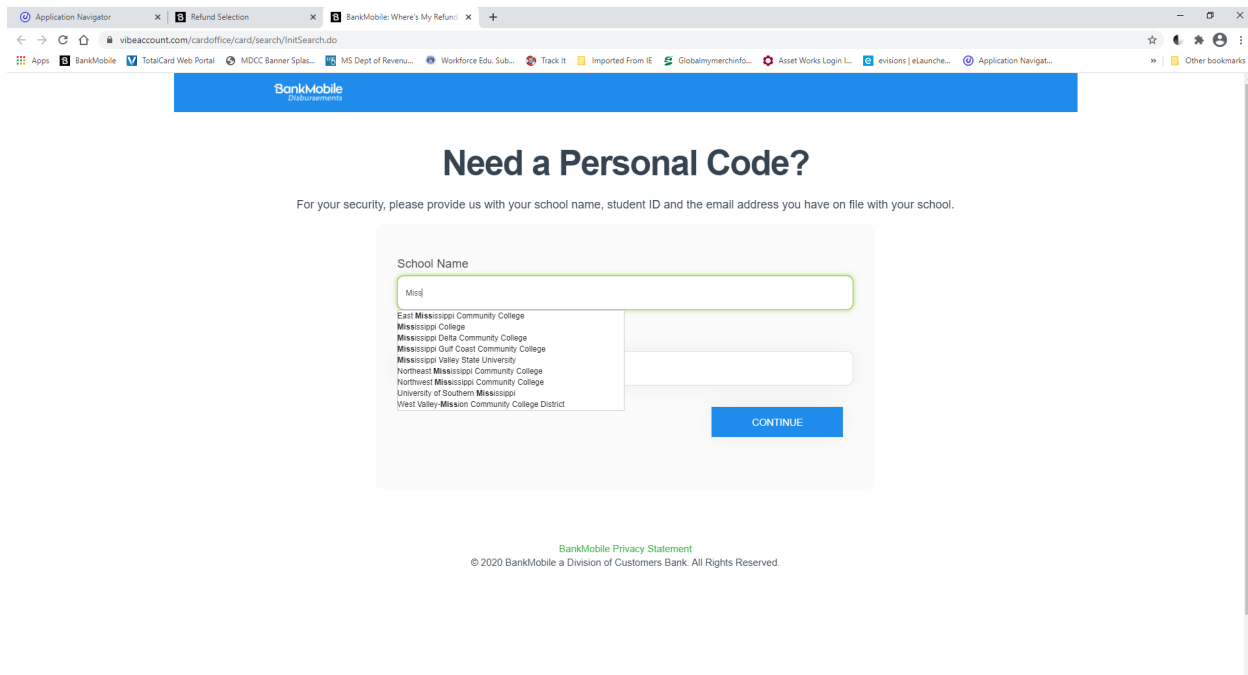 Application Navigator
Refund Selection
BankMobile: Where's My Refund
vibeaccount.com/cardoffice/card/search/InitSearch.do
Apps BankMobile TotalCard Web Portal MDCC Banner Splas... MS Dept of Revenu... Workforce Edu. Sub... Track It Imported From IE Globalmymerchinfo... Asset Works Login I... evisions | eLaunche... Application Navigat... » Other bookmarks
BankMobile
Disbursements
Need a Personal Code?
For your security, please provide us with your school name, student ID and the email address you have on file with your school.
School Name
Miss
East Mississippi Community College
Mississippi College
Mississippi Delta Community College
Mississippi Gulf Coast Community College
Mississippi Valley State University
Northeast Mississippi Community College
Northwest Mississippi Community College
University of Southern Mississippi
West Valley-Mission Community College District
CONTINUE
BankMobile Privacy Statement
© 2020 BankMobile a Division of Customers Bank. All Rights Reserved.